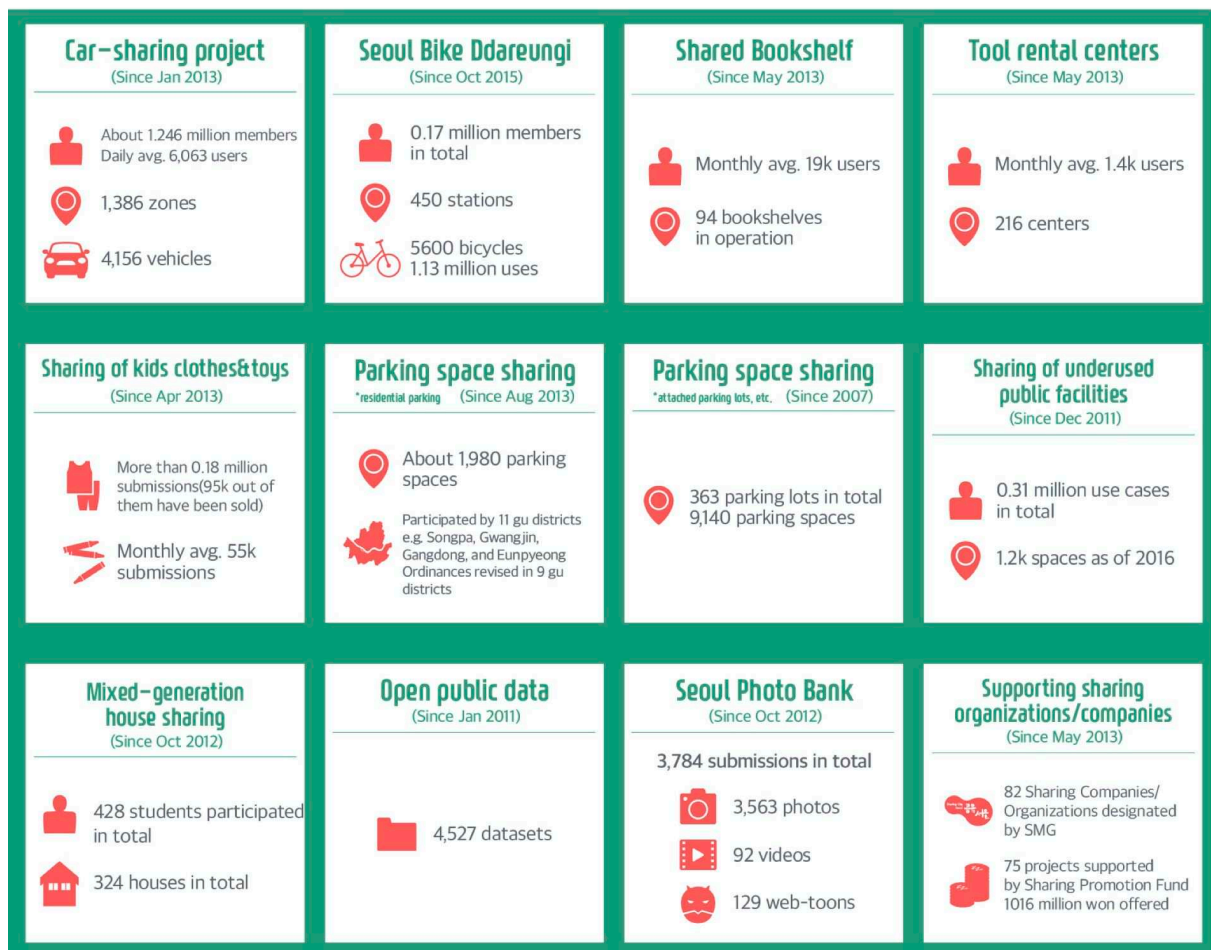 Car-sharing project
(Since Jan 2013)
About 1.246 million members
Daily avg. 6,063 users
1,386 zones
4,156 vehicles
Seoul Bike Ddareungi
(Since Oct 2015)
0.17 million members
in total
450 stations
5600 bicycles
1.13 million uses
Shared Bookshelf
(Since May 2013)
Monthly avg. 19k users
94 bookshelves
in operation
Tool rental centers
(Since May 2013)
Monthly avg. 1.4k users
216 centers
Sharing of kids clothes&toys
(Since Apr 2013)
More than 0.18 million
submissions(95k out of
them have been sold)
Monthly avg. 55k
submissions
Parking space sharing
*residential parking (Since Aug 2013)
About 1,980 parking
spaces
Participated by 11 gu districts
e.g. Songpa, Gwangjin,
Gangdong, and Eunpyeong
Ordinances revised in 9 gu
districts
Parking space sharing
*attached parking lots, etc. (Since 2007)
363 parking lots in total
9,140 parking spaces
Sharing of underused
public facilities
(Since Dec 2011)
0.31 million use cases
in total
1.2k spaces as of 2016
Mixed-generation
house sharing
(Since Oct 2012)
428 students participated
in total
324 houses in total
Open public data
(Since Jan 2011)
4,527 datasets
Seoul Photo Bank
(Since Oct 2012)
3,784 submissions in total
3,563 photos
92 videos
129 web-toons
Supporting sharing
organizations/companies
(Since May 2013)
82 Sharing Companies/
Organizations designated
by SMG
75 projects supported
by Sharing Promotion Fund
1016 million won offered